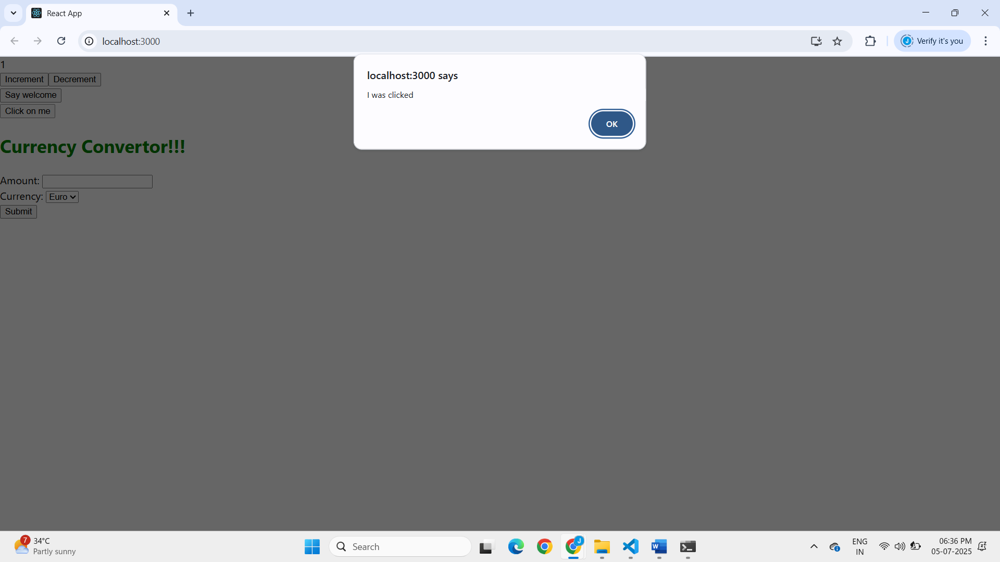 React App
localhost:3000
J Verify it's you
1
Increment Decrement
Say welcome
Click on me
localhost:3000 says
I was clicked
OK
Currency Convertor!!!
Amount:
Currency: Euro
Submit
7 34°C
Partly sunny
Search
J
W
ENG
IN
06:36 PM
05-07-2025